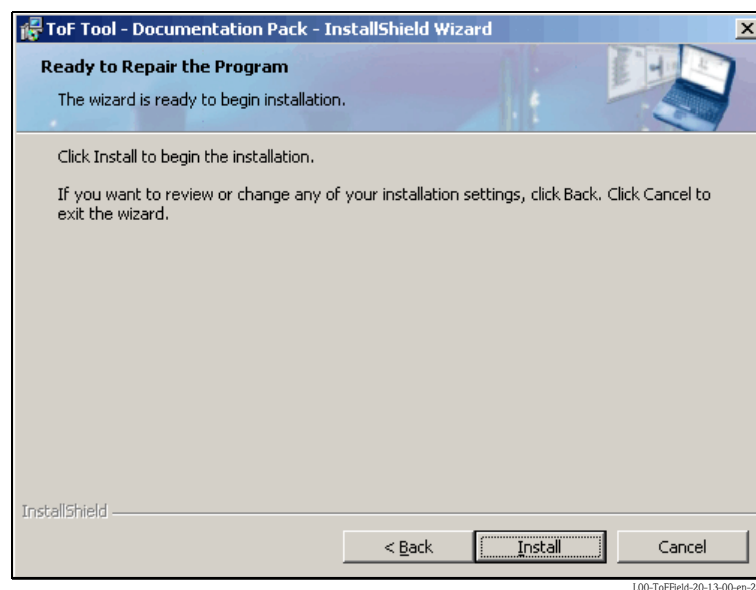 ToF Tool - Documentation Pack - InstallShield Wizard
Ready to Repair the Program
The wizard is ready to begin installation.
Click Install to begin the installation.
If you want to review or change any of your installation settings, click Back. Click Cancel to
exit the wizard.
InstallShield
< Back
Install
Cancel